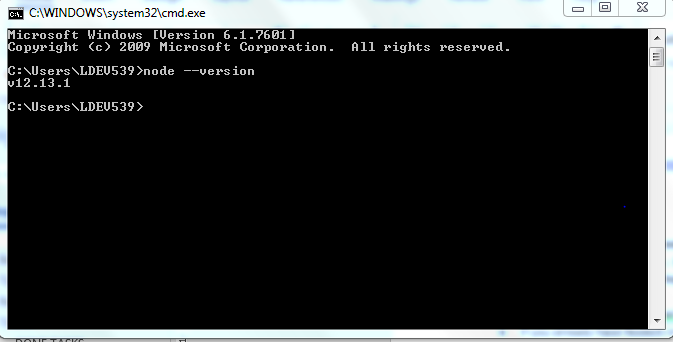 C:\WINDOWS\system32\cmd.exe
Microsoft Windows [Version 6.1.7601]
Copyright (c) 2009 Microsoft Corporation.  All rights reserved.
C:\Users\LDEV539>node --version
v12.13.1
C:\Users\LDEV539>
DONE TASKS